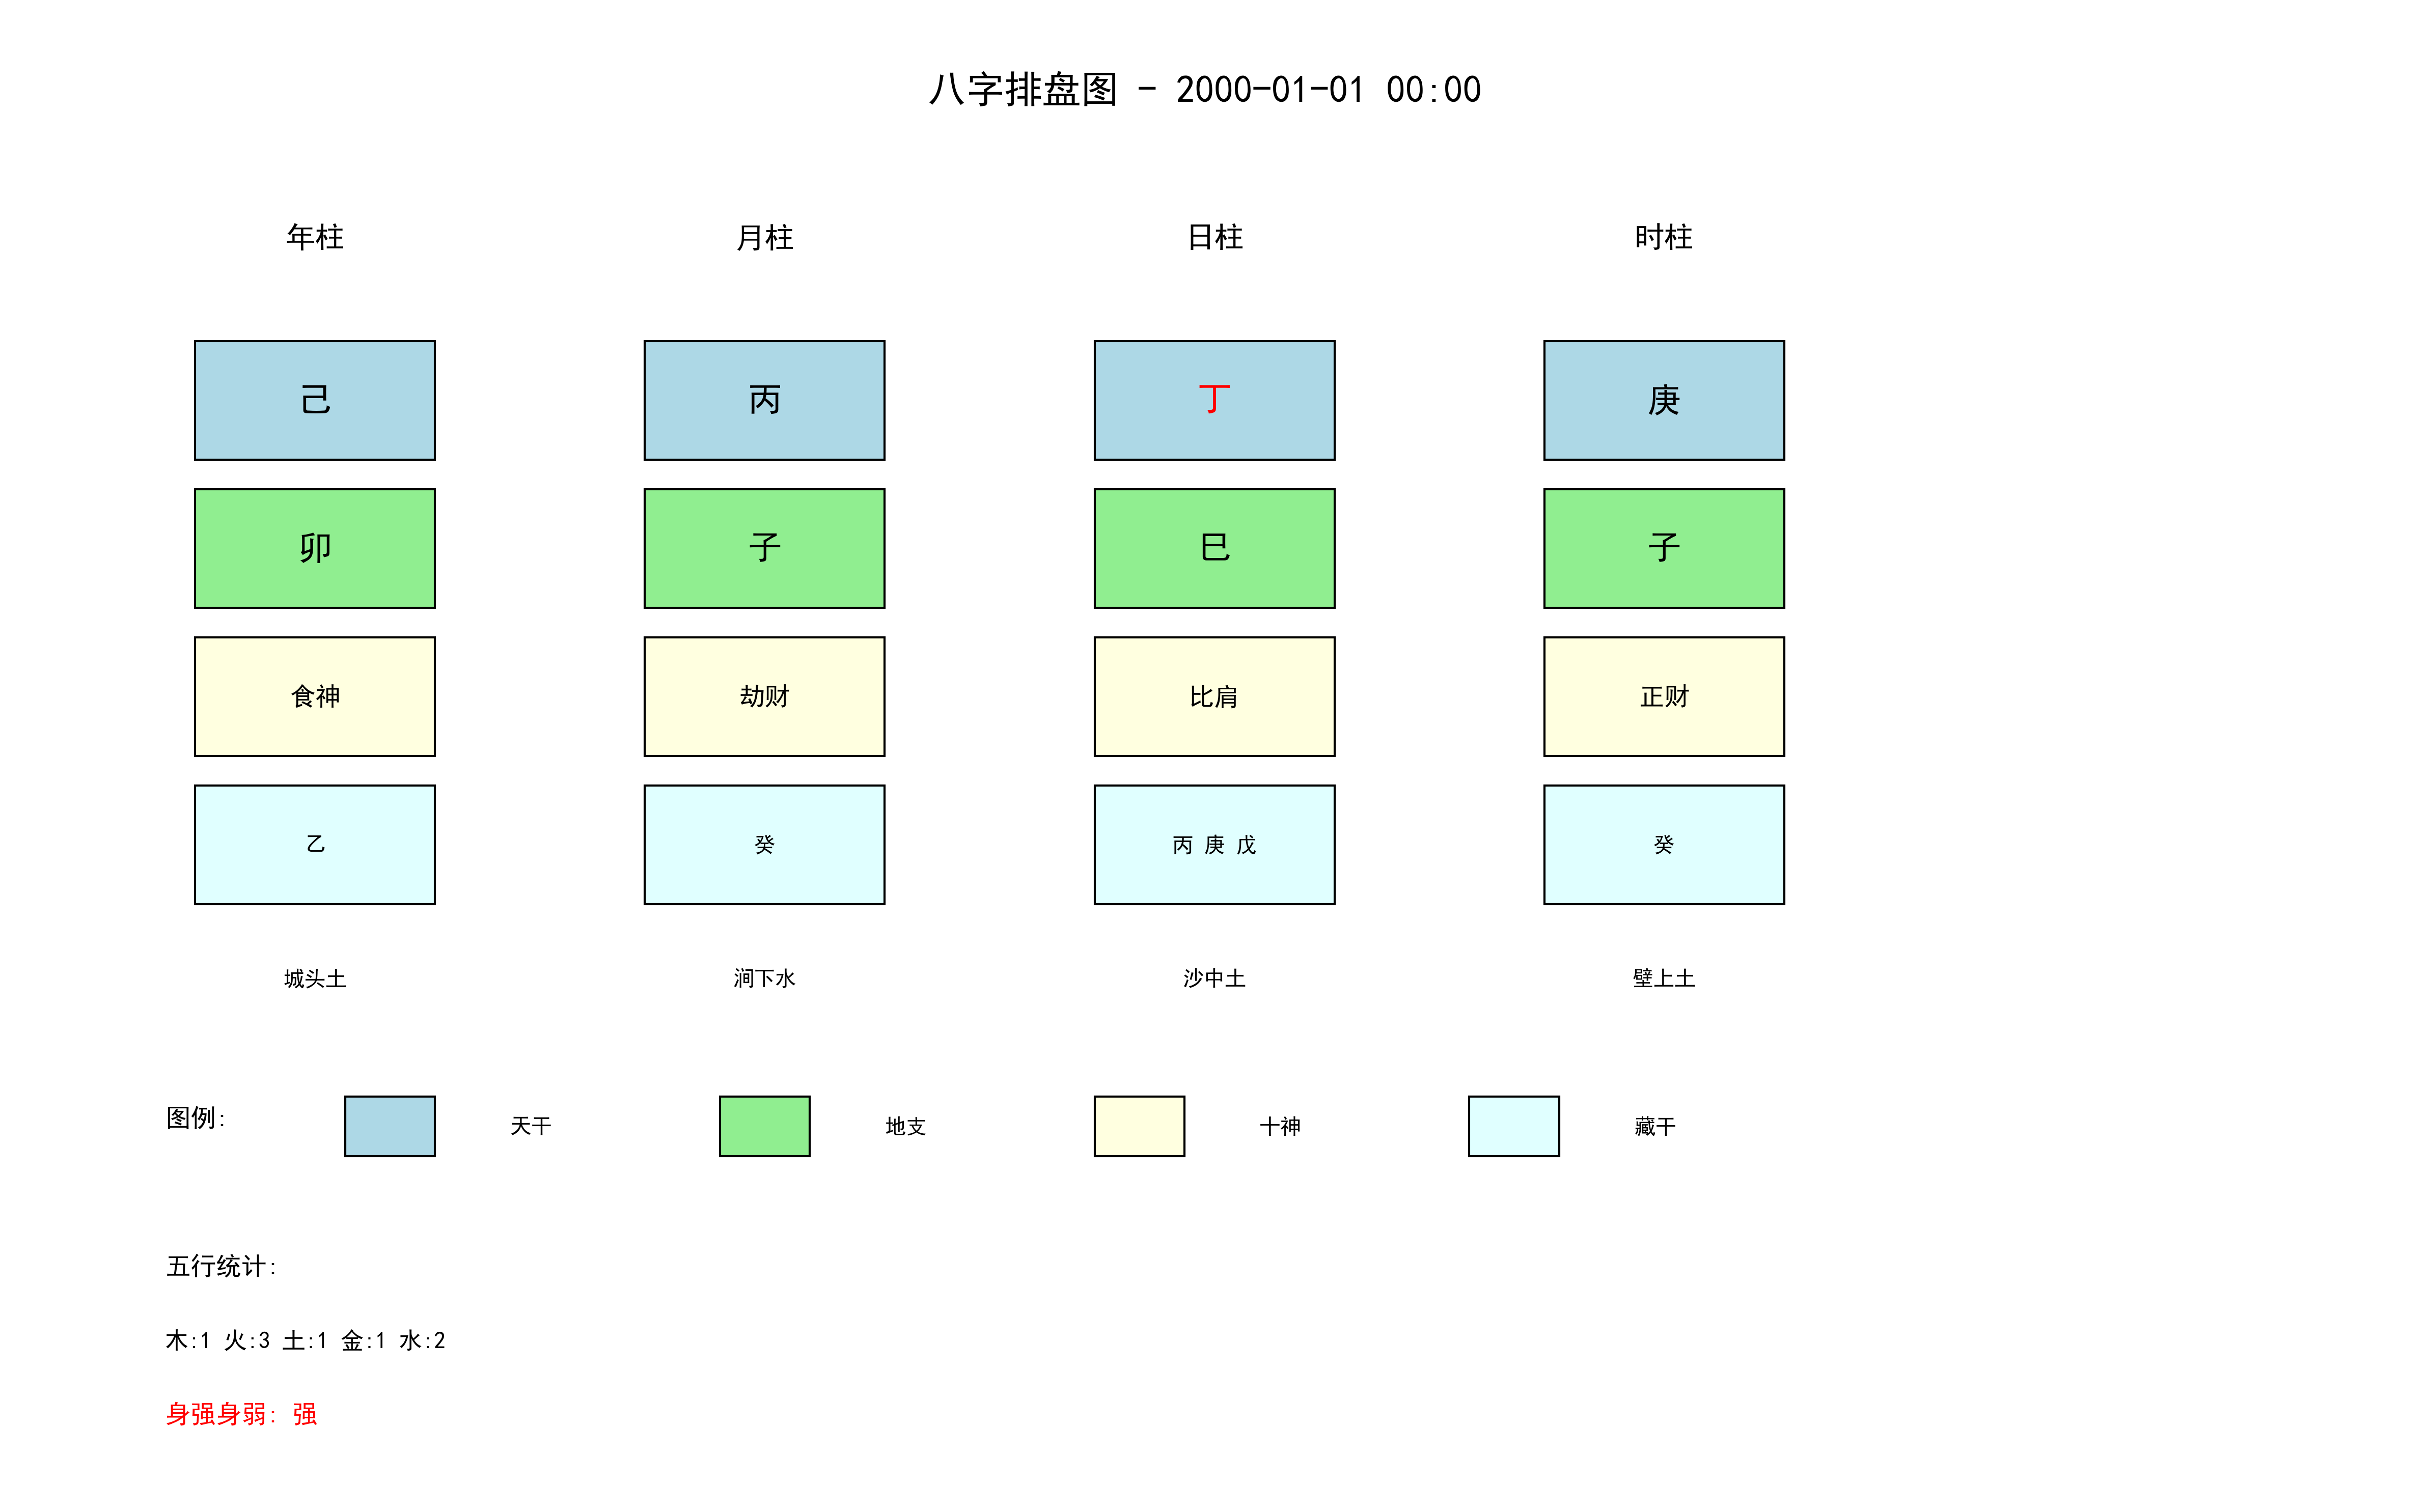 八字排盘图 - 2000-01-01 00:00
年柱 月柱 日柱 时柱
己 丙 丁 庚
卯 子 巳 子
食神 劫财 比肩 正财
乙 癸 丙 庚 戊 癸
城头土 涧下水 沙中土 壁上土
图例: 天干 地支 十神 藏干
五行统计:
木:1 火:3 土:1 金:1 水:2
身强身弱: 强